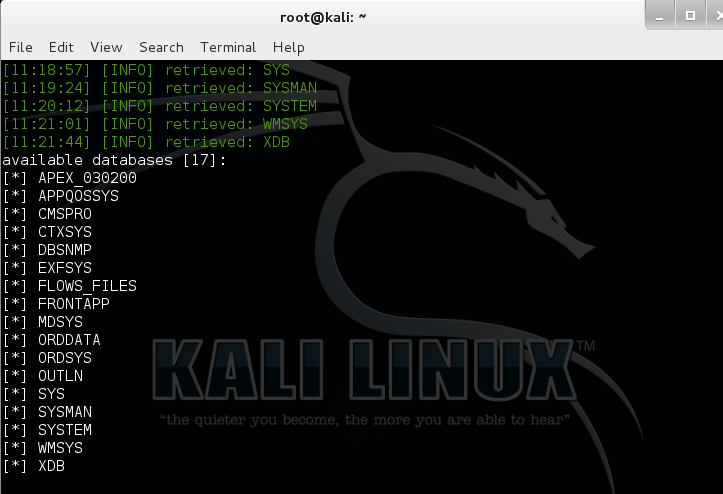 root@kali: ~
File Edit View Search Terminal Help
[11:18:57] [INFO] retrieved: SYS
[11:19:24] [INFO] retrieved: SYSMAN
[11:20:12] [INFO] retrieved: SYSTEM
[11:21:01] [INFO] retrieved: WMSYS
[11:21:44] [INFO] retrieved: XDB
available databases [17]:
[*] APEX_030200
[*] APPQOSSYS
[*] CMSPRO
[*] CTXSYS
[*] DBSNMP
[*] EXFSYS
[*] FLOWS_FILES
[*] FRONTAPP
[*] MDSYS
[*] ORDDATA
[*] ORDSYS
[*] OUTLN
[*] SYS
[*] SYSMAN
[*] SYSTEM
[*] WMSYS
[*] XDB
KALI LINUX™
“the quieter you become, the more you are able to hear”